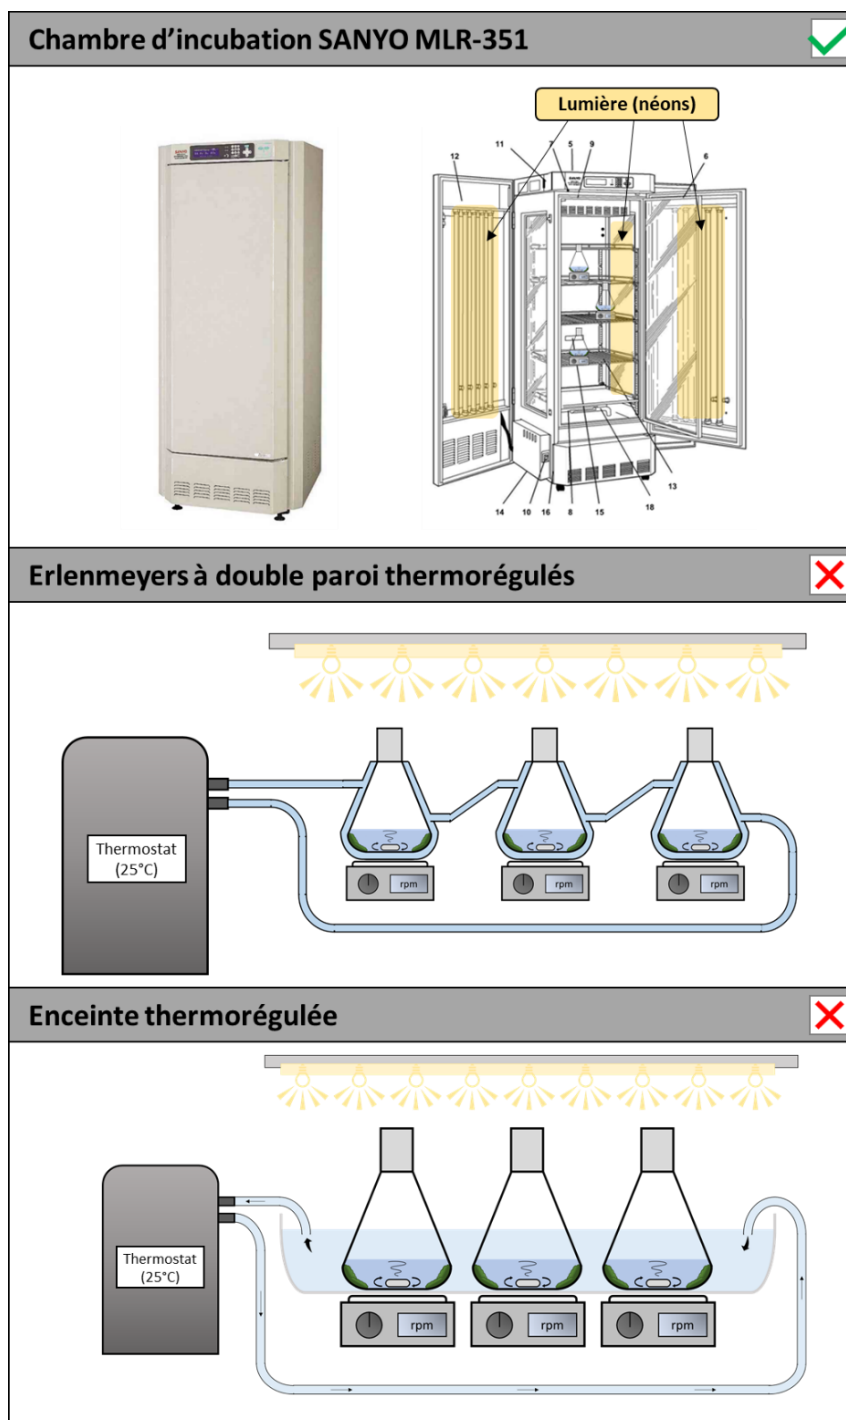 Chambre d'incubation SANYO MLR-351
Lumière (néons)
5
11
7
9
12
6
13
14
10
16
8
15
18
Erlenmeyers à double paroi thermorégulés
Thermostat
(25°C)
rpm
rpm
rpm
Enceinte thermorégulée
Thermostat
(25°C)
rpm
rpm
rpm